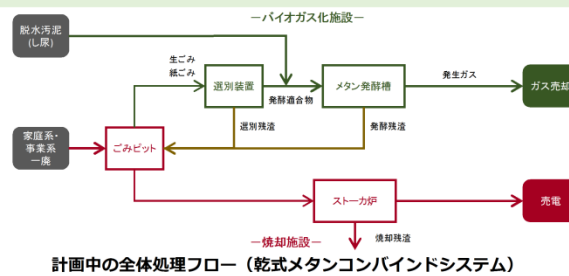 ーバイオガス化施設ー
脱水汚泥
(し尿)
生ごみ
紙ごみ
選別装置
発酵適合物
メタン発酵槽
発生ガス
ガス売却
選別残渣
発酵残渣
家庭系・
事業系
一廃
ごみピット
ストーカ炉
売電
ー焼却施設ー
焼却残渣
計画中の全体処理フロー（乾式メタンコンバインドシステム）